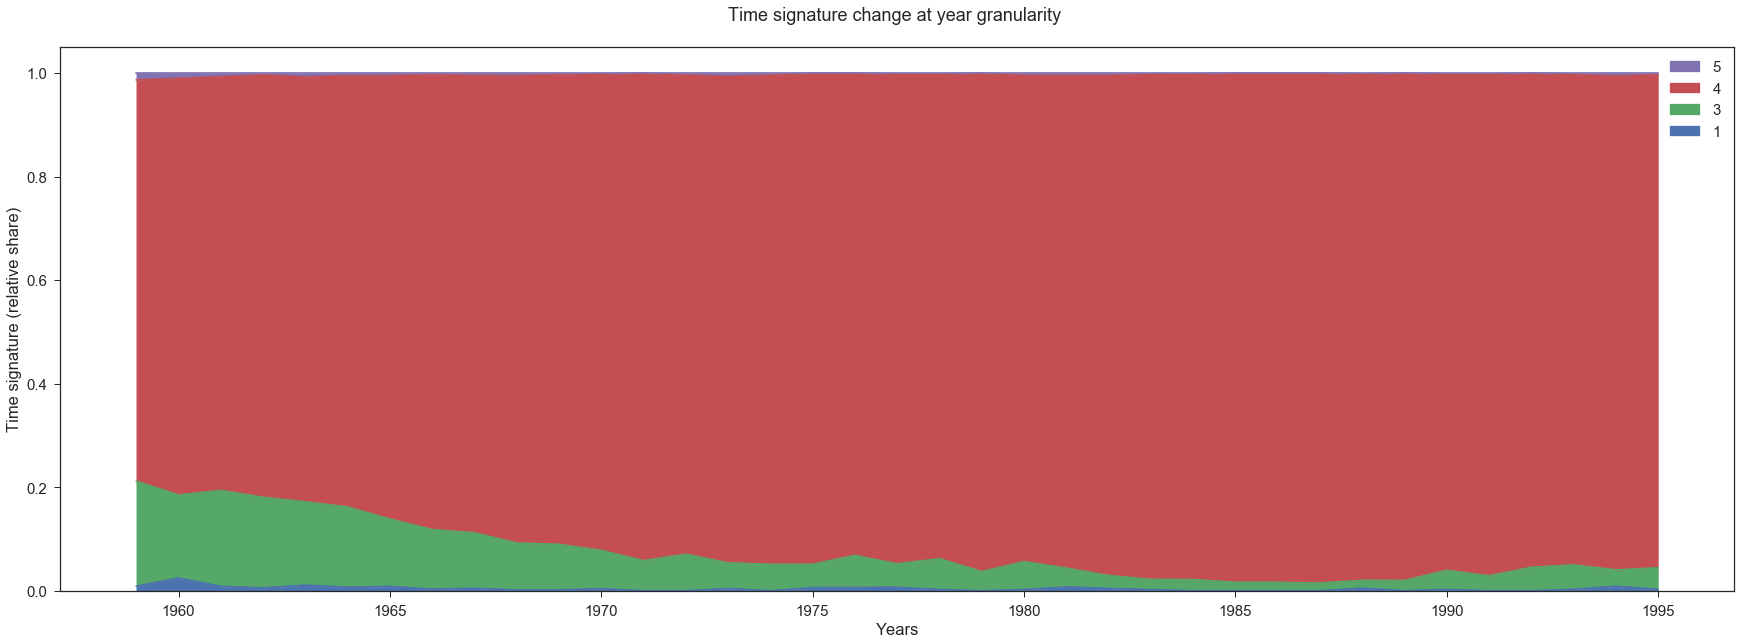 Time signature change at year granularity
5
4
3
1
Time signature (relative share)
1.0
0.8
0.6
0.4
0.2
0.0
1960 1965 1970 1975 1980 1985 1990 1995
Years